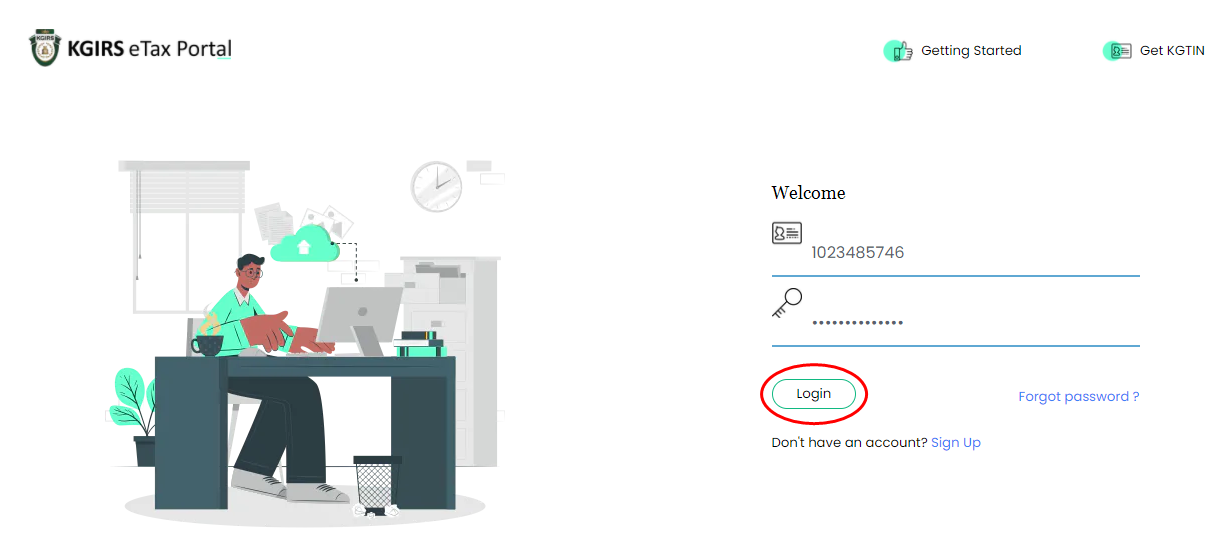 KGIRS
KGIRS eTax Portal
Getting Started
Get KGTIN
Welcome
1023485746
••••••••••••••
Login
Forgot password ?
Don't have an account? Sign Up